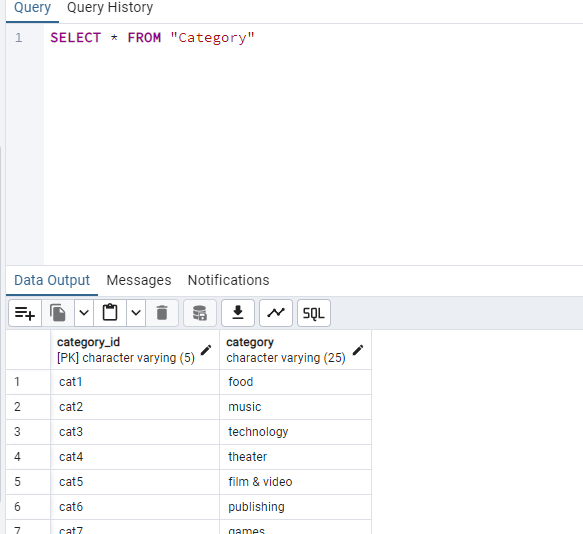 Query Query History
1 SELECT * FROM "Category"
Data Output Messages Notifications
SQL
category_id category
[PK] character varying (5) character varying (25)
1 cat1 food
2 cat2 music
3 cat3 technology
4 cat4 theater
5 cat5 film & video
6 cat6 publishing
7 cat7 games